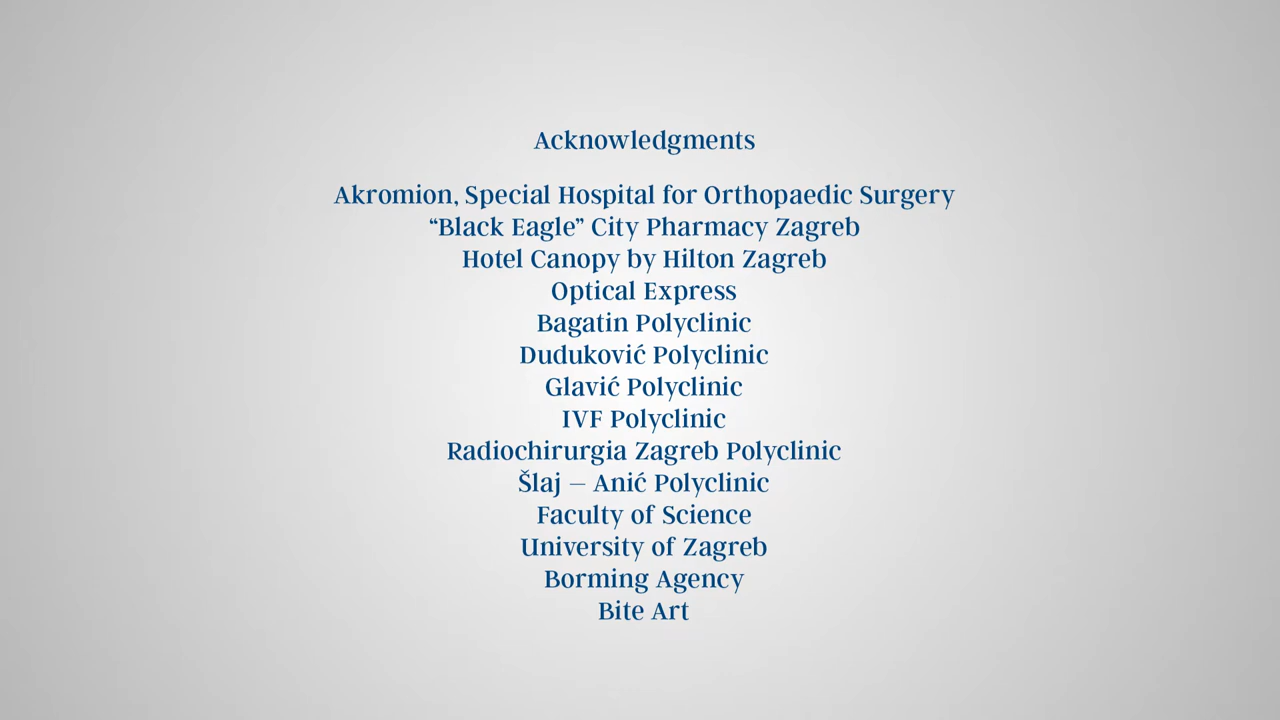 Acknowledgments
Akromion, Special Hospital for Orthopaedic Surgery
“Black Eagle” City Pharmacy Zagreb
Hotel Canopy by Hilton Zagreb
Optical Express
Bagatin Polyclinic
Duduković Polyclinic
Glavić Polyclinic
IVF Polyclinic
Radiochirurgia Zagreb Polyclinic
Šlaj – Anić Polyclinic
Faculty of Science
University of Zagreb
Borming Agency
Bite Art